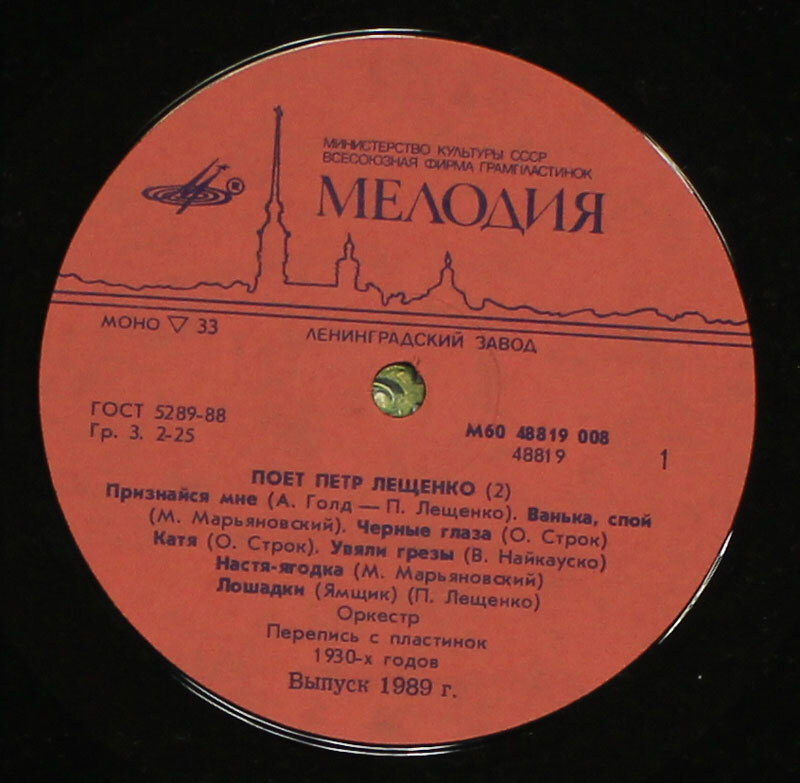 МИНИСТЕРСТВО КУЛЬТУРЫ СССР
ВСЕСОЮЗНАЯ ФИРМА ГРАМПЛАСТИНОК
®
МЕЛОДИЯ
МОНО ▽ 33
ЛЕНИНГРАДСКИЙ ЗАВОД
ГОСТ 5289-88
Гр. 3. 2-25
М60 48819 008
48819
1
ПОЕТ ПЕТР ЛЕЩЕНКО (2)
Признайся мне (А. Голд — П. Лещенко). Ванька, спой
(М. Марьяновский). Черные глаза (О. Строк)
Катя (О. Строк). Увяли грезы (В. Найкауско)
Настя-ягодка (М. Марьяновский)
Лошадки (Ямщик) (П. Лещенко)
Оркестр
Перепись с пластинок
1930-х годов
Выпуск 1989 г.